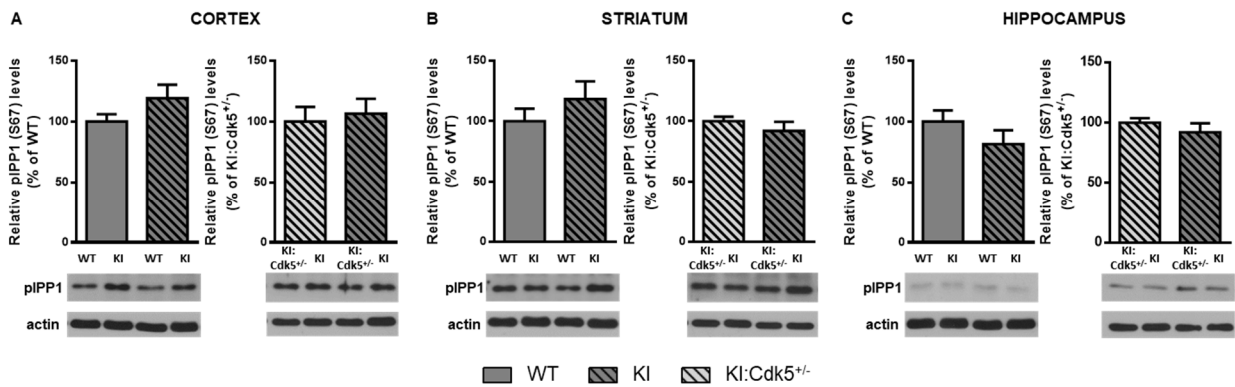 A CORTEX
Relative pIPP1 (S67) levels
(% of WT)
150
100
50
0
Relative pIPP1 (S67) levels
(% of KI:Cdk5+/-)
150
100
50
0
WT KI WT KI
KI:
Cdk5+/- KI KI:
Cdk5+/- KI
pIPP1
actin
B STRIATUM
Relative pIPP1 (S67) levels
(% of WT)
150
100
50
0
Relative pIPP1 (S67) levels
(% of KI:Cdk5+/-)
150
100
50
0
WT KI WT KI
KI:
Cdk5+/- KI KI:
Cdk5+/- KI
pIPP1
actin
C HIPPOCAMPUS
Relative pIPP1 (S67) levels
(% of WT)
150
100
50
0
Relative pIPP1 (S67) levels
(% of KI:Cdk5+/-)
150
100
50
0
WT KI WT KI
KI:
Cdk5+/- KI KI:
Cdk5+/- KI
pIPP1
actin
WT KI KI:Cdk5+/-